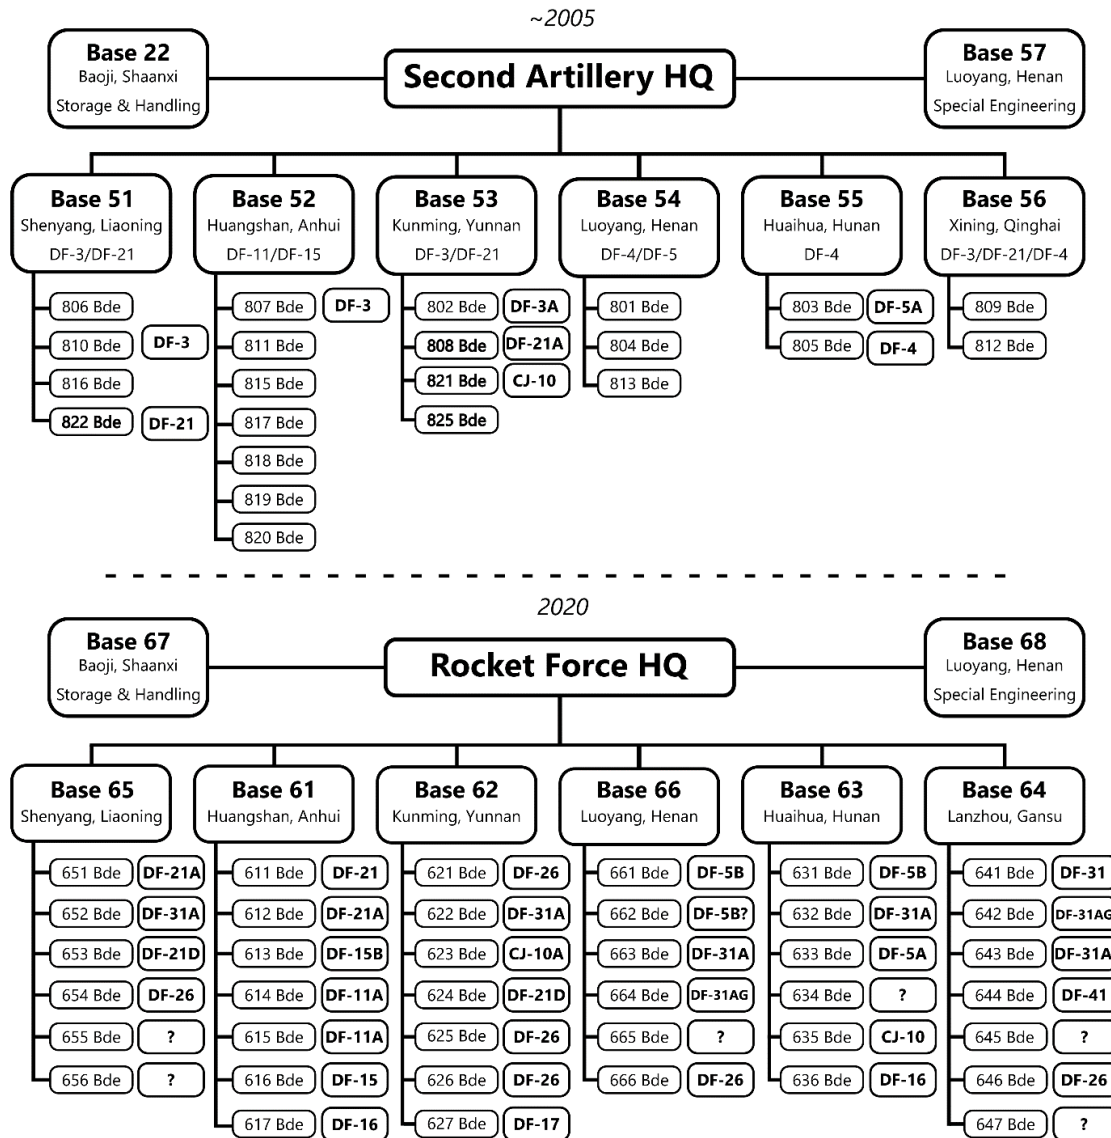 ~2005
Base 22
Baoji, Shaanxi
Storage & Handling
Second Artillery HQ
Base 57
Luoyang, Henan
Special Engineering
Base 51
Shenyang, Liaoning
DF-3/DF-21
806 Bde
810 Bde
DF-3
816 Bde
822 Bde
DF-21
Base 52
Huangshan, Anhui
DF-11/DF-15
807 Bde
DF-3
811 Bde
815 Bde
817 Bde
818 Bde
819 Bde
820 Bde
Base 53
Kunming, Yunnan
DF-3/DF-21
802 Bde
DF-3A
808 Bde
DF-21A
821 Bde
CJ-10
825 Bde
Base 54
Luoyang, Henan
DF-4/DF-5
801 Bde
804 Bde
813 Bde
Base 55
Huaihua, Hunan
DF-4
803 Bde
DF-5A
805 Bde
DF-4
Base 56
Xining, Qinghai
DF-3/DF-21/DF-4
809 Bde
812 Bde
2020
Base 67
Baoji, Shaanxi
Storage & Handling
Rocket Force HQ
Base 68
Luoyang, Henan
Special Engineering
Base 65
Shenyang, Liaoning
651 Bde
DF-21A
652 Bde
DF-31A
653 Bde
DF-21D
654 Bde
DF-26
655 Bde
?
656 Bde
?
Base 61
Huangshan, Anhui
611 Bde
DF-21
612 Bde
DF-21A
613 Bde
DF-15B
614 Bde
DF-11A
615 Bde
DF-11A
616 Bde
DF-15
617 Bde
DF-16
Base 62
Kunming, Yunnan
621 Bde
DF-26
622 Bde
DF-31A
623 Bde
CJ-10A
624 Bde
DF-21D
625 Bde
DF-26
626 Bde
DF-26
627 Bde
DF-17
Base 66
Luoyang, Henan
661 Bde
DF-5B
662 Bde
DF-5B?
663 Bde
DF-31A
664 Bde
DF-31AG
665 Bde
?
666 Bde
DF-26
Base 63
Huaihua, Hunan
631 Bde
DF-5B
632 Bde
DF-31A
633 Bde
DF-5A
634 Bde
?
635 Bde
CJ-10
636 Bde
DF-16
Base 64
Lanzhou, Gansu
641 Bde
DF-31
642 Bde
DF-31AG
643 Bde
DF-31A
644 Bde
DF-41
645 Bde
?
646 Bde
DF-26
647 Bde
?